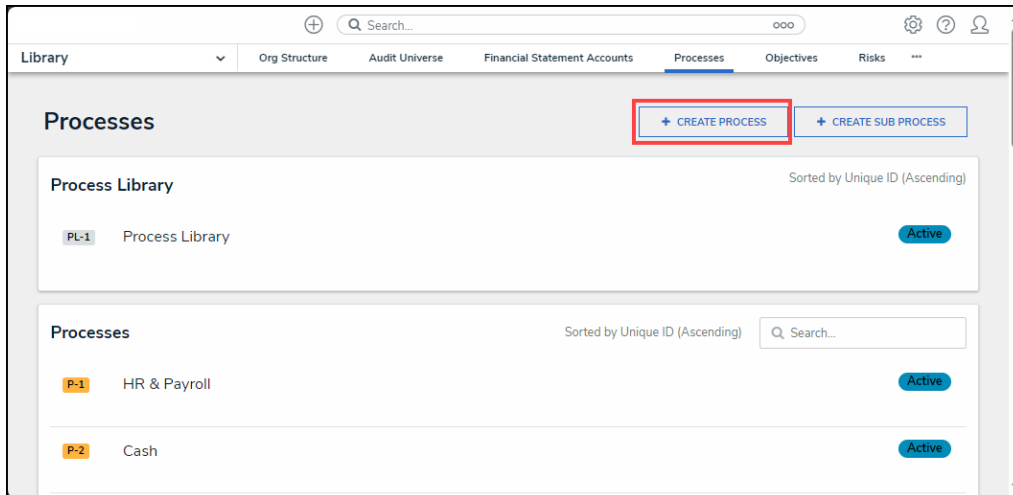 Search... ooo
Library Org Structure Audit Universe Financial Statement Accounts Processes Objectives Risks ...
Processes + CREATE PROCESS + CREATE SUB PROCESS
Process Library Sorted by Unique ID (Ascending)
PL-1 Process Library Active
Processes Sorted by Unique ID (Ascending) Search...
P-1 HR & Payroll Active
P-2 Cash Active